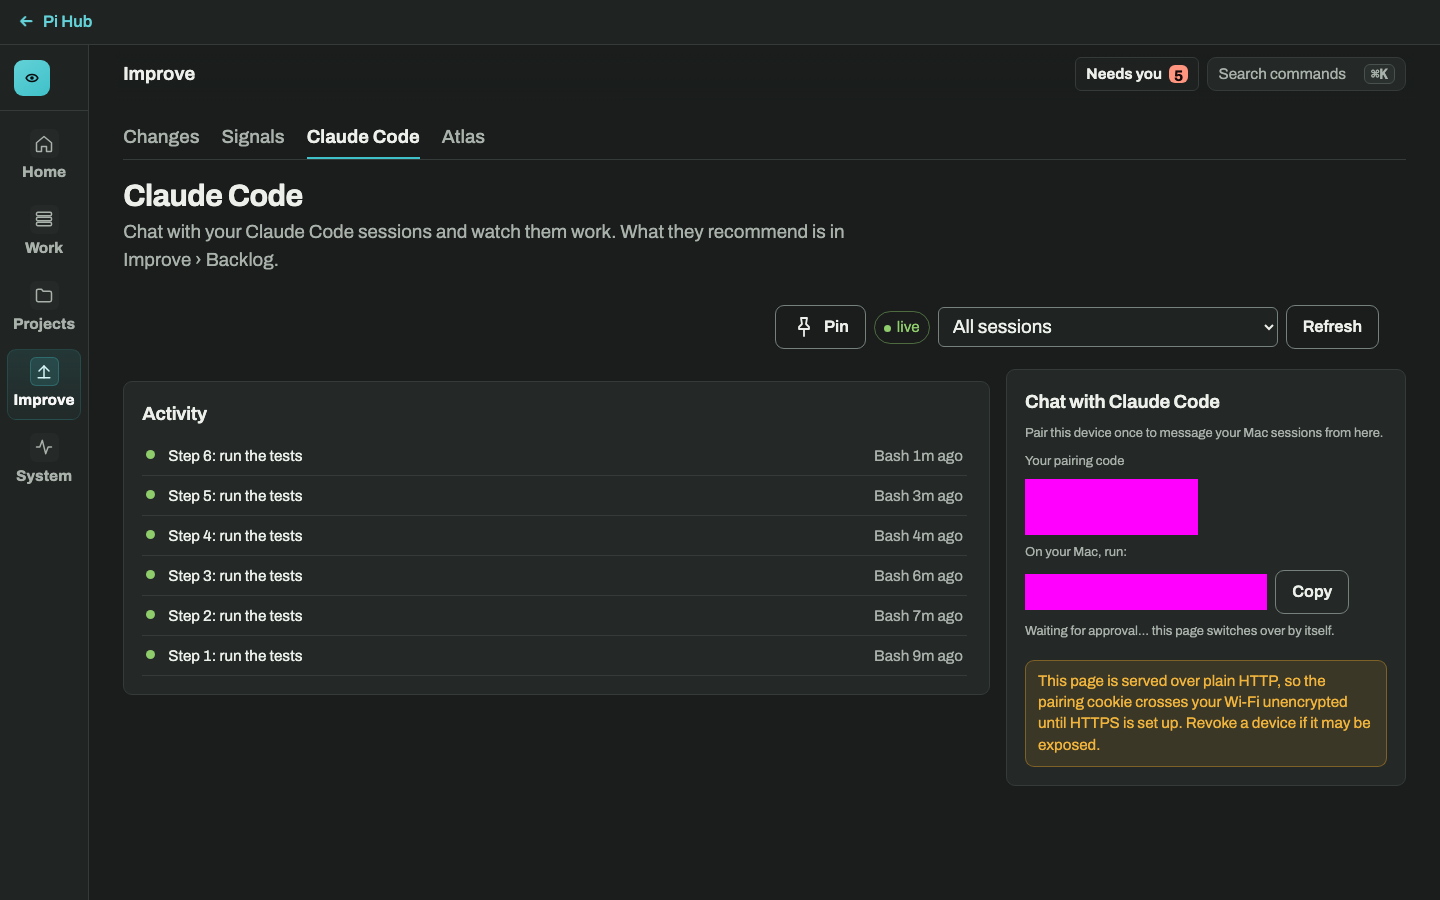 Pi Hub
Improve
Needs you 5
Search commands ⌘K
Home
Work
Projects
Improve
System
Changes Signals Claude Code Atlas
Claude Code
Chat with your Claude Code sessions and watch them work. What they recommend is in
Improve › Backlog.
Pin
live
All sessions
Refresh
Activity
Step 6: run the tests Bash 1m ago
Step 5: run the tests Bash 3m ago
Step 4: run the tests Bash 4m ago
Step 3: run the tests Bash 6m ago
Step 2: run the tests Bash 7m ago
Step 1: run the tests Bash 9m ago
Chat with Claude Code
Pair this device once to message your Mac sessions from here.
Your pairing code
On your Mac, run:
Copy
Waiting for approval... this page switches over by itself.
This page is served over plain HTTP, so the
pairing cookie crosses your Wi-Fi unencrypted
until HTTPS is set up. Revoke a device if it may be
exposed.